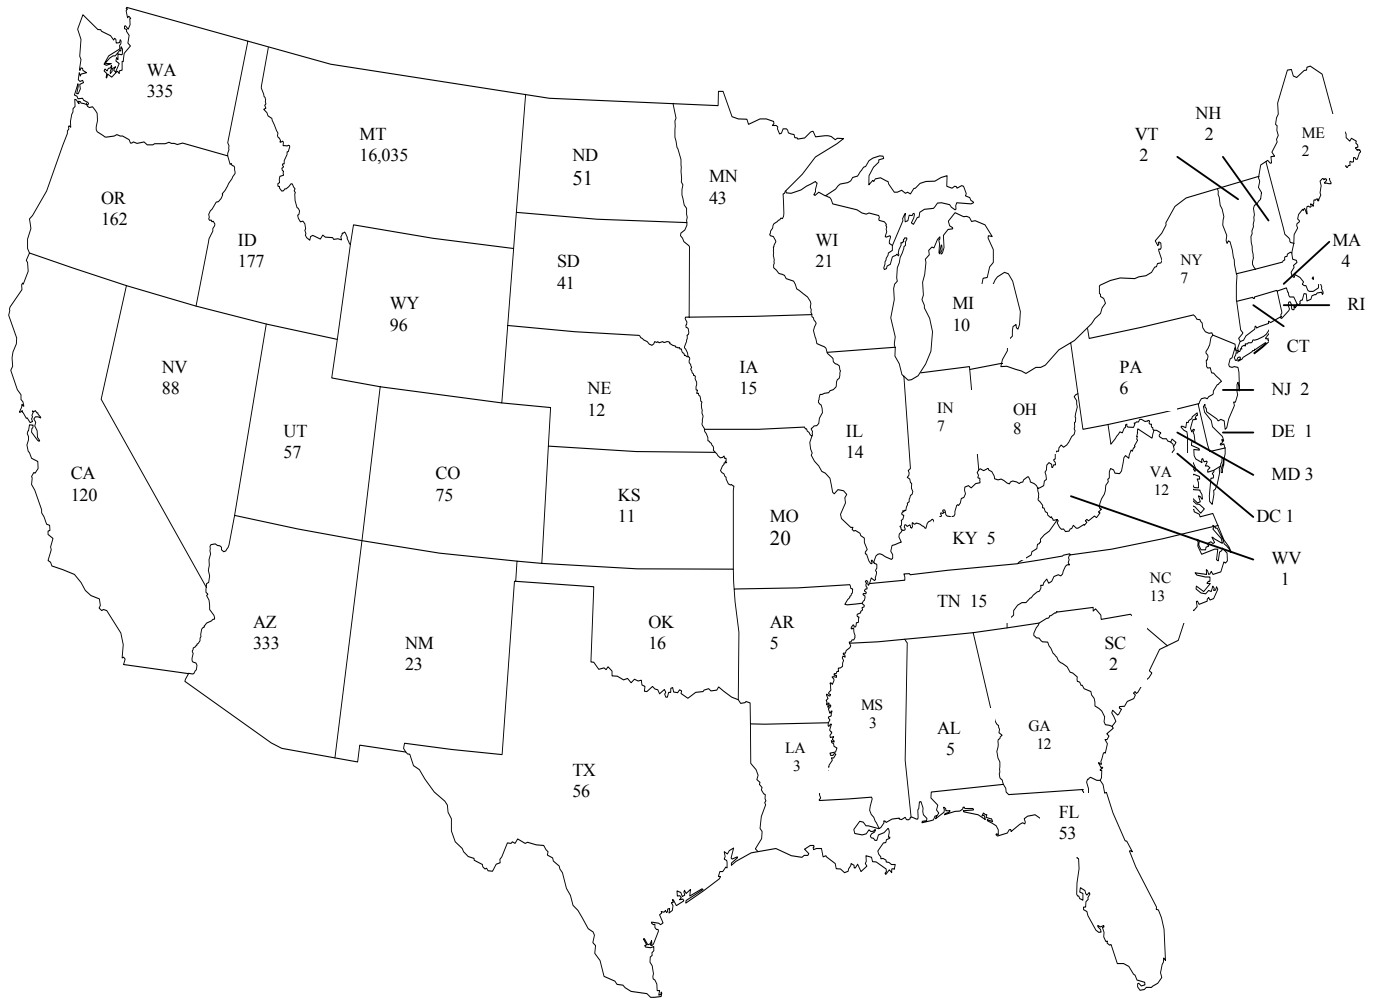 WA
335
MT
16,035
ND
51
MN
43
VT
2
NH
2
ME
2
OR
162
ID
177
SD
41
WI
21
NY
7
MA
4
WY
96
MI
10
RI
CT
NV
88
IA
15
PA
6
NJ 2
NE
12
IN
7
OH
8
DE 1
UT
57
IL
14
CA
120
CO
75
KS
11
VA
12
MD 3
MO
20
DC 1
KY 5
WV
1
NC
13
TN 15
AZ
333
NM
23
OK
16
AR
5
SC
2
MS
3
AL
5
GA
12
LA
3
TX
56
FL
53